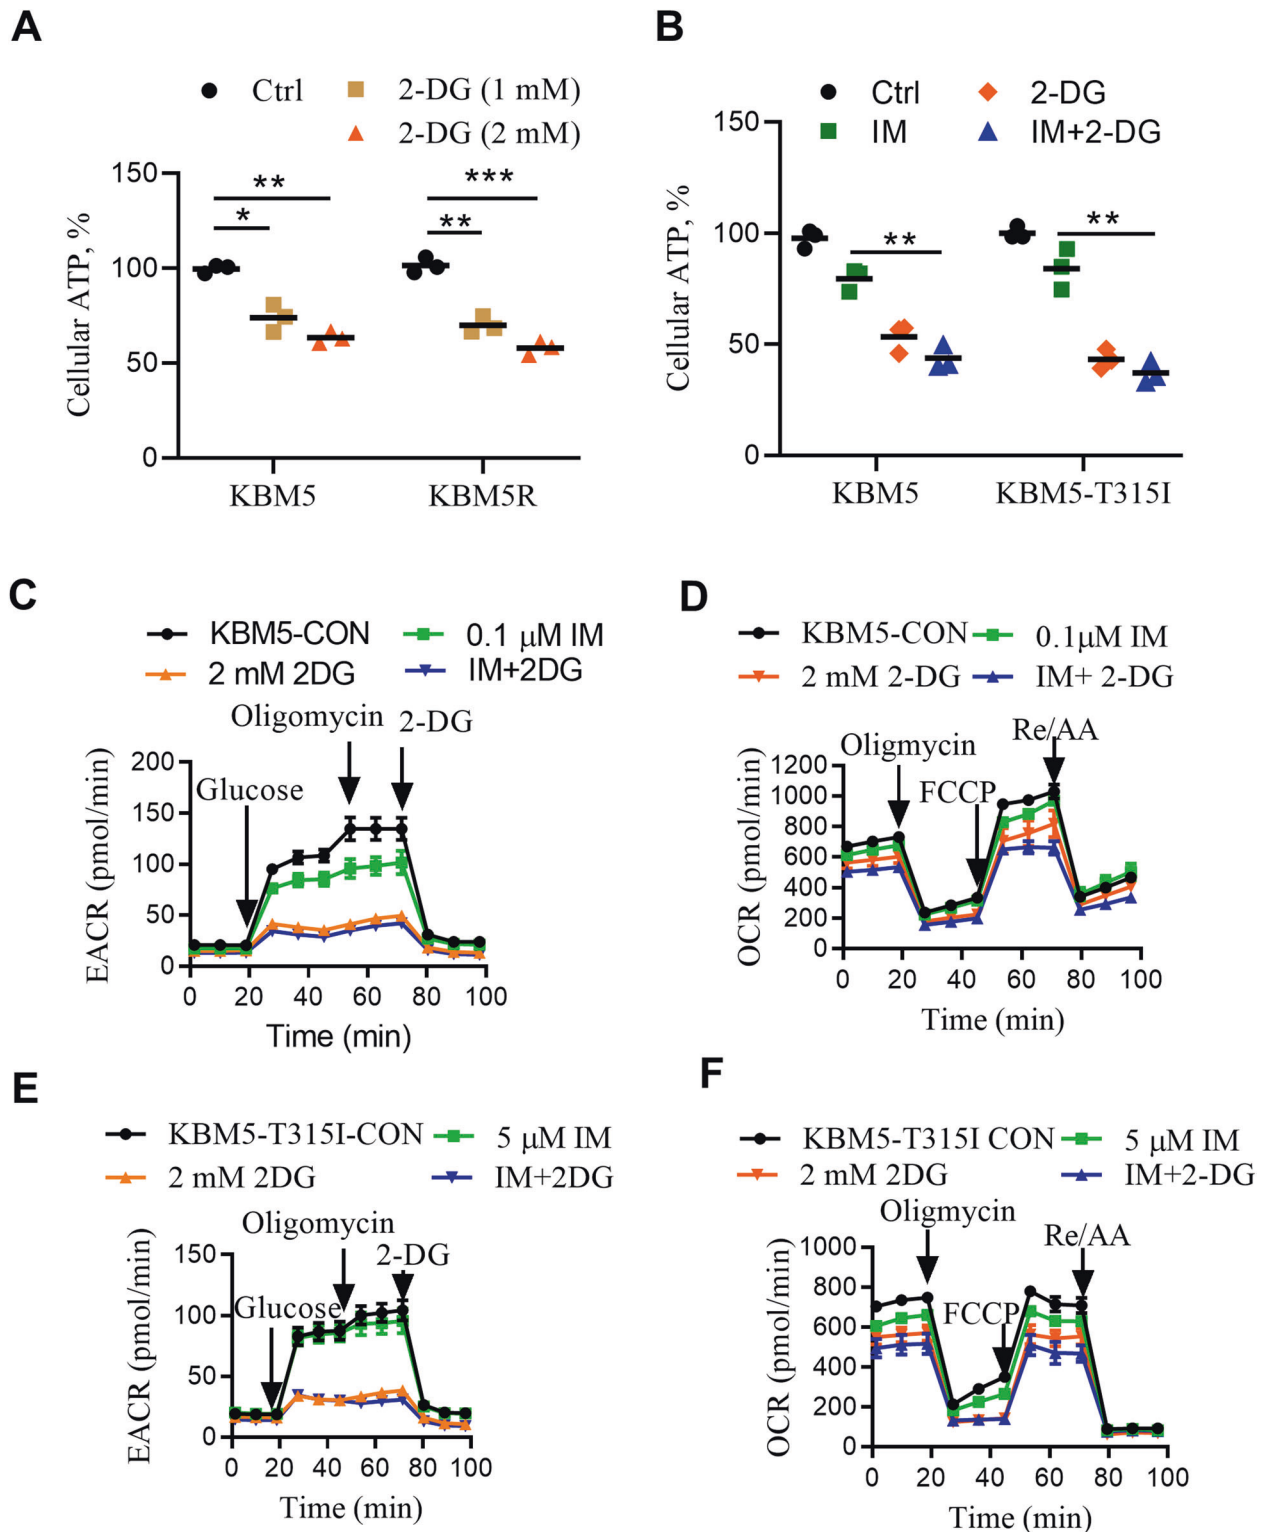 A
Ctrl
2-DG (1 mM)
2-DG (2 mM)
Cellular ATP, %
150
100
50
0
**
*
***
**
KBM5
KBM5R
B
Ctrl
2-DG
IM
IM+2-DG
Cellular ATP, %
150
100
50
0
**
**
KBM5
KBM5-T315I
C
KBM5-CON
0.1 μM IM
2 mM 2DG
IM+2DG
Oligomycin
2-DG
Glucose
EACR (pmol/min)
200
150
100
50
0
0 20 40 60 80 100
Time (min)
D
KBM5-CON
0.1μM IM
2 mM 2-DG
IM+ 2-DG
Re/AA
Oligmycin
FCCP
OCR (pmol/min)
1200
1000
800
600
400
200
0
0 20 40 60 80 100
Time (min)
E
KBM5-T315I-CON
5 μM IM
2 mM 2DG
IM+2DG
Oligomycin
2-DG
Glucose
EACR (pmol/min)
150
100
50
0
0 20 40 60 80 100
Time (min)
F
KBM5-T315I CON
5 μM IM
2 mM 2DG
IM+2-DG
Oligmycin
Re/AA
FCCP
OCR (pmol/min)
1000
800
600
400
200
0
0 20 40 60 80 100
Time (min)